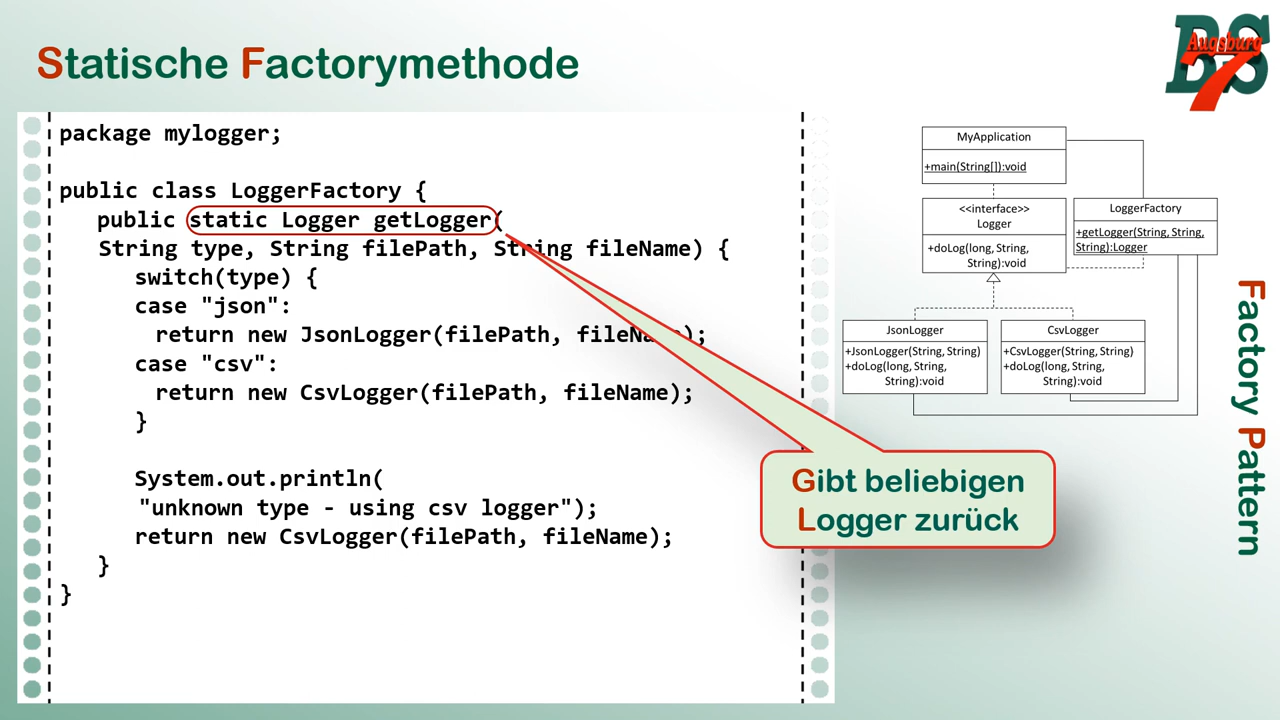 Statische Factorymethode
BS
Augsburg
7
package mylogger;
public class LoggerFactory {
public static Logger getLogger(
String type, String filePath, String fileName) {
switch(type) {
case "json":
return new JsonLogger(filePath, fileName);
case "csv":
return new CsvLogger(filePath, fileName);
}
System.out.println(
"unknown type - using csv logger");
return new CsvLogger(filePath, fileName);
}
}
Gibt beliebigen
Logger zurück
MyApplication
+main(String[]):void
<<interface>>
Logger
+doLog(long, String,
String):void
LoggerFactory
+getLogger(String, String,
String):Logger
JsonLogger
+JsonLogger(String, String)
+doLog(long, String,
String):void
CsvLogger
+CsvLogger(String, String)
+doLog(long, String,
String):void
Factory Pattern